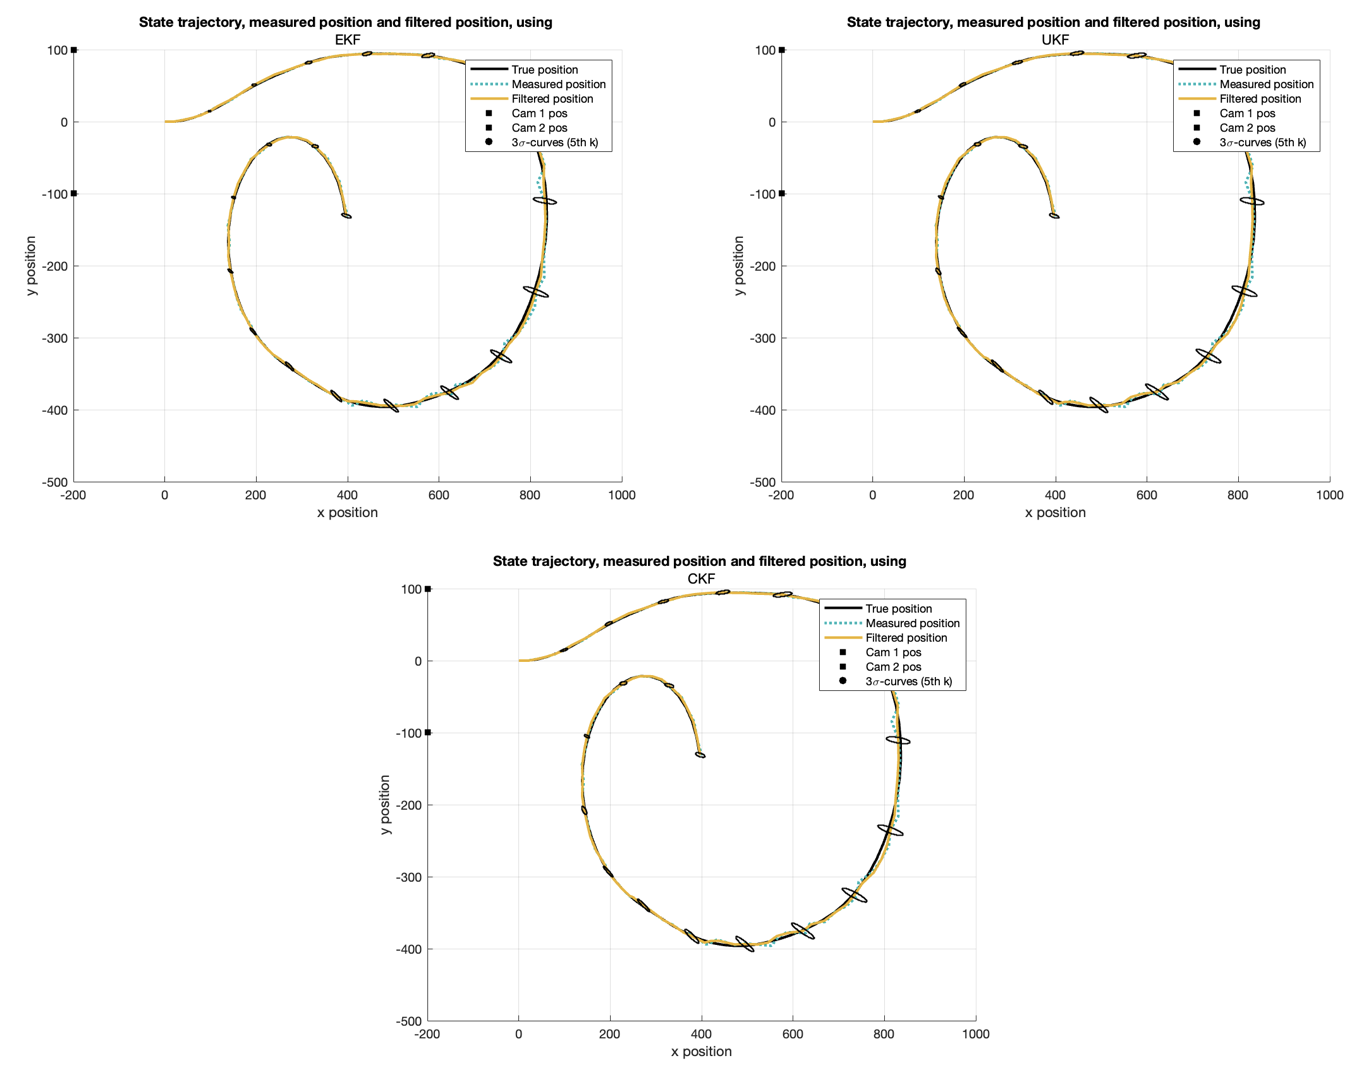 State trajectory, measured position and filtered position, using
EKF
100
0
-100
-200
-300
-400
-500
y position
-200
0
200
400
600
800
1000
x position
True position
Measured position
Filtered position
Cam 1 pos
Cam 2 pos
3σ-curves (5th k)
State trajectory, measured position and filtered position, using
UKF
100
0
-100
-200
-300
-400
-500
y position
-200
0
200
400
600
800
1000
x position
True position
Measured position
Filtered position
Cam 1 pos
Cam 2 pos
3σ-curves (5th k)
State trajectory, measured position and filtered position, using
CKF
100
0
-100
-200
-300
-400
-500
y position
-200
0
200
400
600
800
1000
x position
True position
Measured position
Filtered position
Cam 1 pos
Cam 2 pos
3σ-curves (5th k)